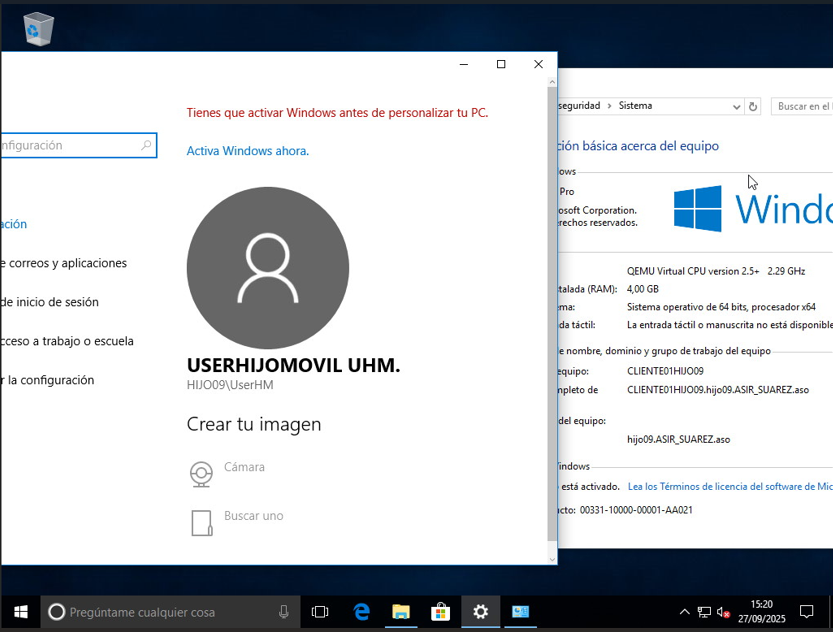 Tienes que activar Windows antes de personalizar tu PC.
nfiguración
Activa Windows ahora.
ación
e correos y aplicaciones
de inicio de sesión
cceso a trabajo o escuela
r la configuración
USERHIJOMOVIL UHM.
HIJO09\UserHM
Crear tu imagen
Cámara
Buscar uno
seguridad › Sistema
Buscar en el
ción básica acerca del equipo
ows
Pro
osoft Corporation.
erechos reservados.
Windo
QEMU Virtual CPU version 2.5+ 2.29 GHz
stalada (RAM): 4,00 GB
ma: Sistema operativo de 64 bits, procesador x64
da táctil: La entrada táctil o manuscrita no está disponible
e nombre, dominio y grupo de trabajo del equipo
equipo: CLIENTE01HIJO09
mpleto de CLIENTE01HIJO09.hijo09.ASIR_SUAREZ.aso
del equipo:
hijo09.ASIR_SUAREZ.aso
indows
está activado. Lea los Términos de licencia del software de Mic
ucto: 00331-10000-00001-AA021
Pregúntame cualquier cosa
15:20
27/09/2025